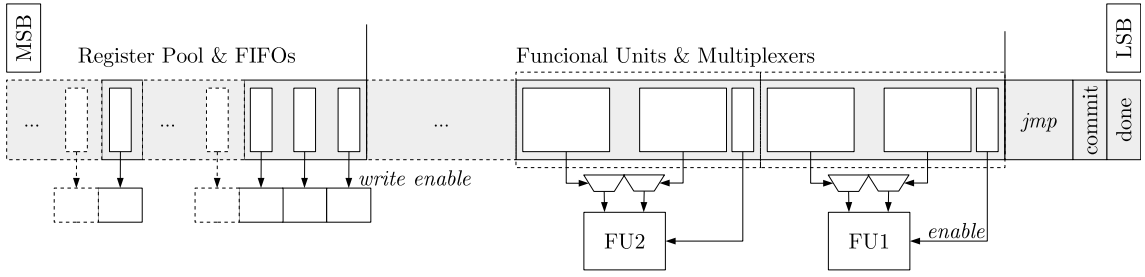 MSB
LSB
Register Pool & FIFOs
Funcional Units & Multiplexers
...
...
...
jmp
commit
done
write enable
FU2
FU1
enable